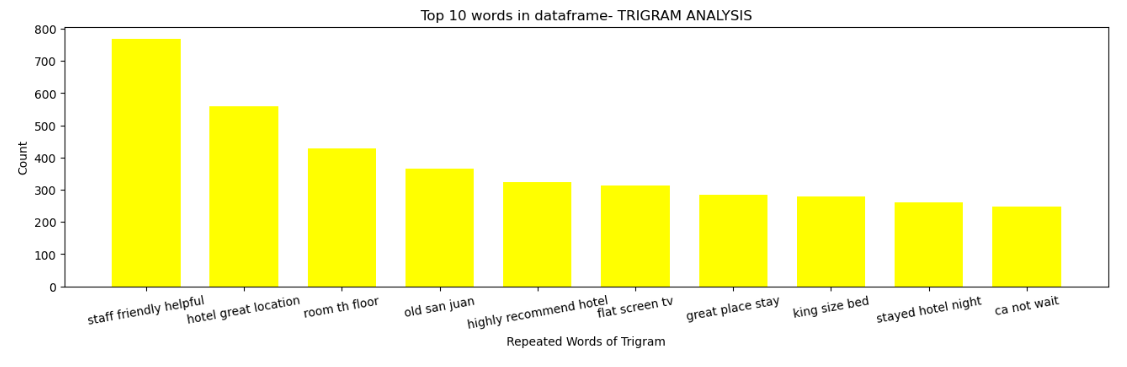 Top 10 words in dataframe- TRIGRAM ANALYSIS
800
700
600
500
400
300
200
100
0
Count
staff friendly helpful
hotel great location
room th floor
old san juan
highly recommend hotel
flat screen tv
great place stay
king size bed
stayed hotel night
ca not wait
Repeated Words of Trigram